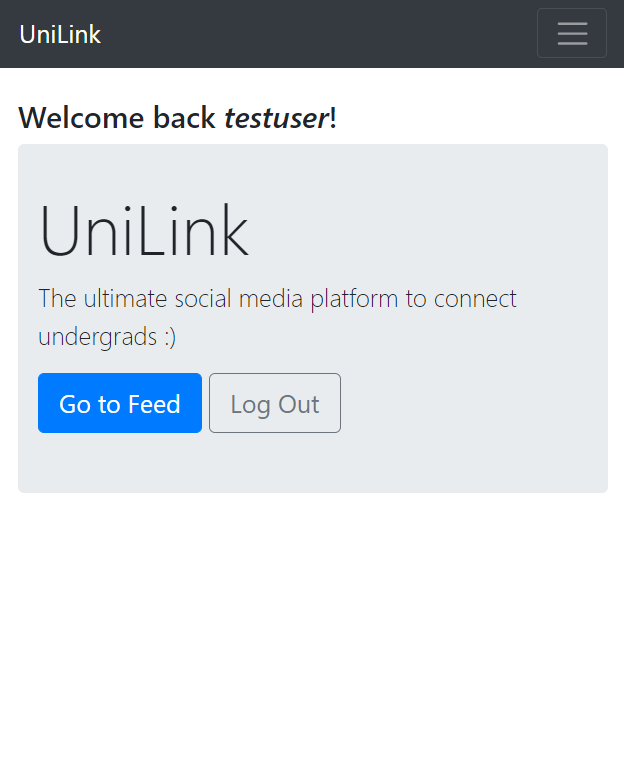 UniLink
Welcome back testuser!
UniLink
The ultimate social media platform to connect
undergrads :)
Go to Feed
Log Out